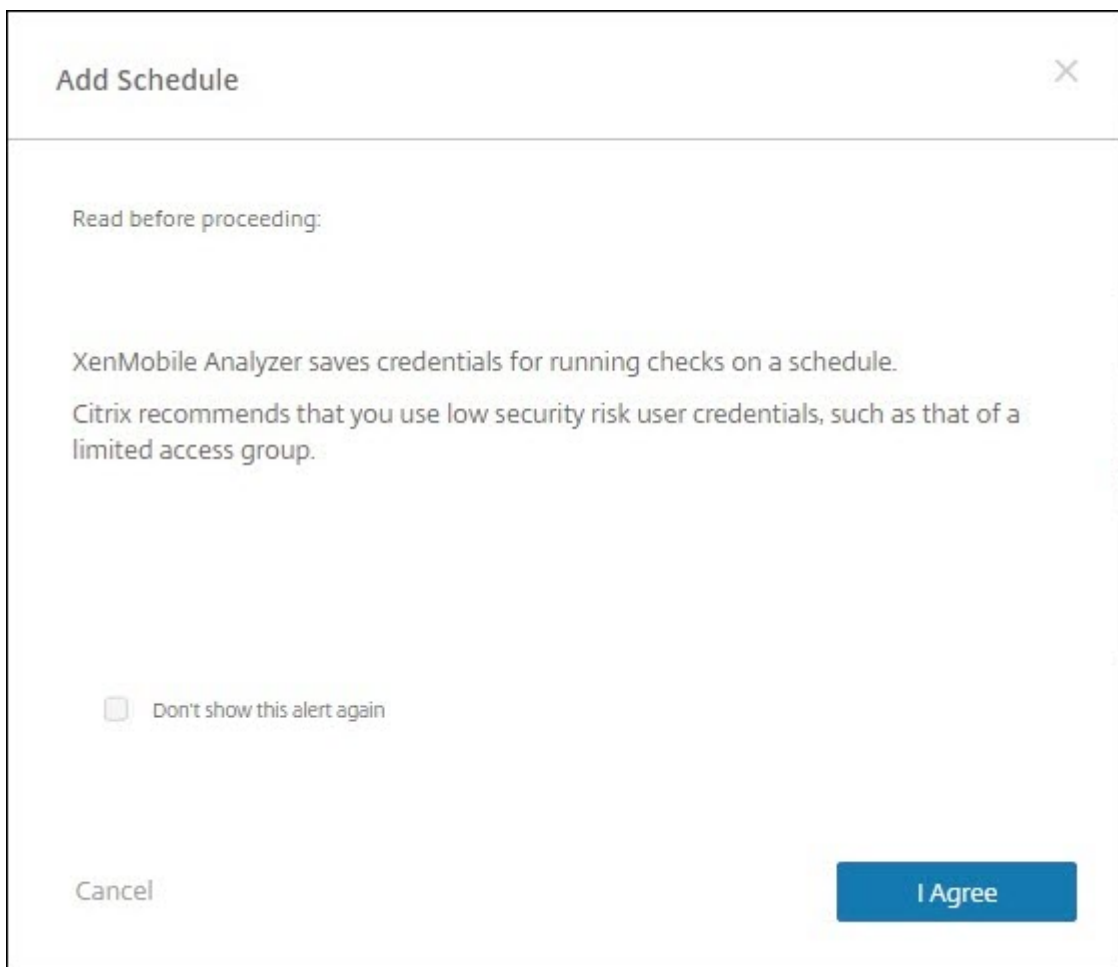 Add Schedule
Read before proceeding:
XenMobile Analyzer saves credentials for running checks on a schedule.
Citrix recommends that you use low security risk user credentials, such as that of a
limited access group.
Don't show this alert again
Cancel
I Agree